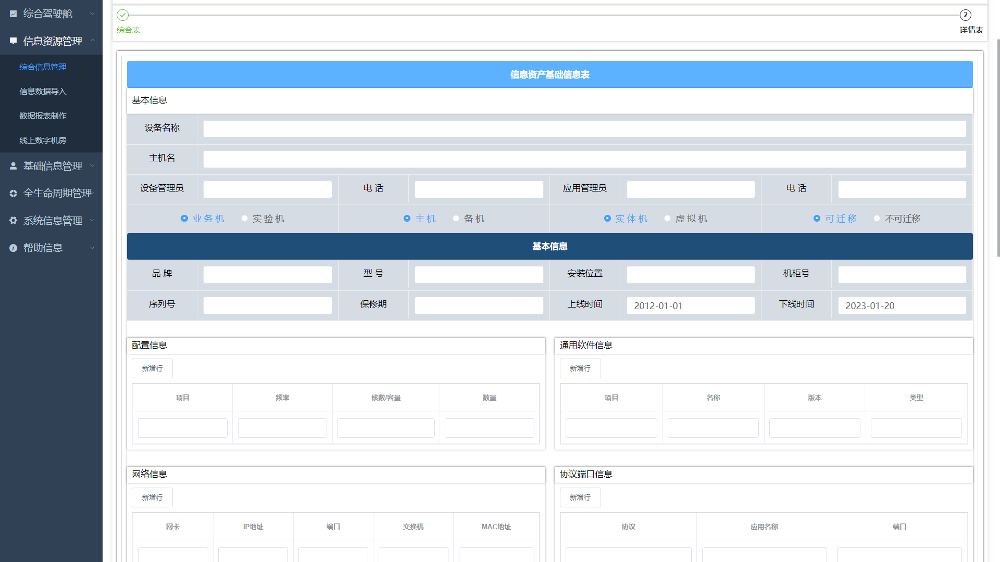 综合驾驶舱
信息资源管理
综合信息管理
信息数据导入
数据报表制作
线上数字机房
基础信息管理
全生命周期管理
系统信息管理
帮助信息
综合表
2
详情表
信息资产基础信息表
基本信息
设备名称
主机名
设备管理员 电 话 应用管理员 电 话
业 务 机 实 验 机 主 机 备 机 实 体 机 虚 拟 机 可 迁 移 不可迁移
基本信息
品 牌 型 号 安装位置 机柜号
序列号 保修期 上线时间 2012-01-01 下线时间 2023-01-20
配置信息
新增行
项目 频率 核数/容量 数量
通用软件信息
新增行
项目 名称 版本 类型
网络信息
新增行
网卡 IP地址 端口 交换机 MAC地址
协议端口信息
新增行
协议 应用名称 端口